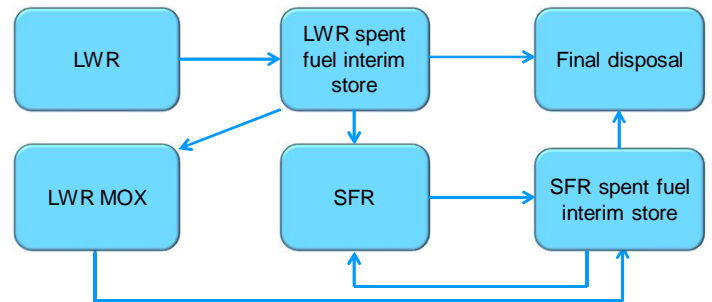 LWR
LWR spent
fuel interim
store
Final disposal
LWR MOX
SFR
SFR spent fuel
interim store